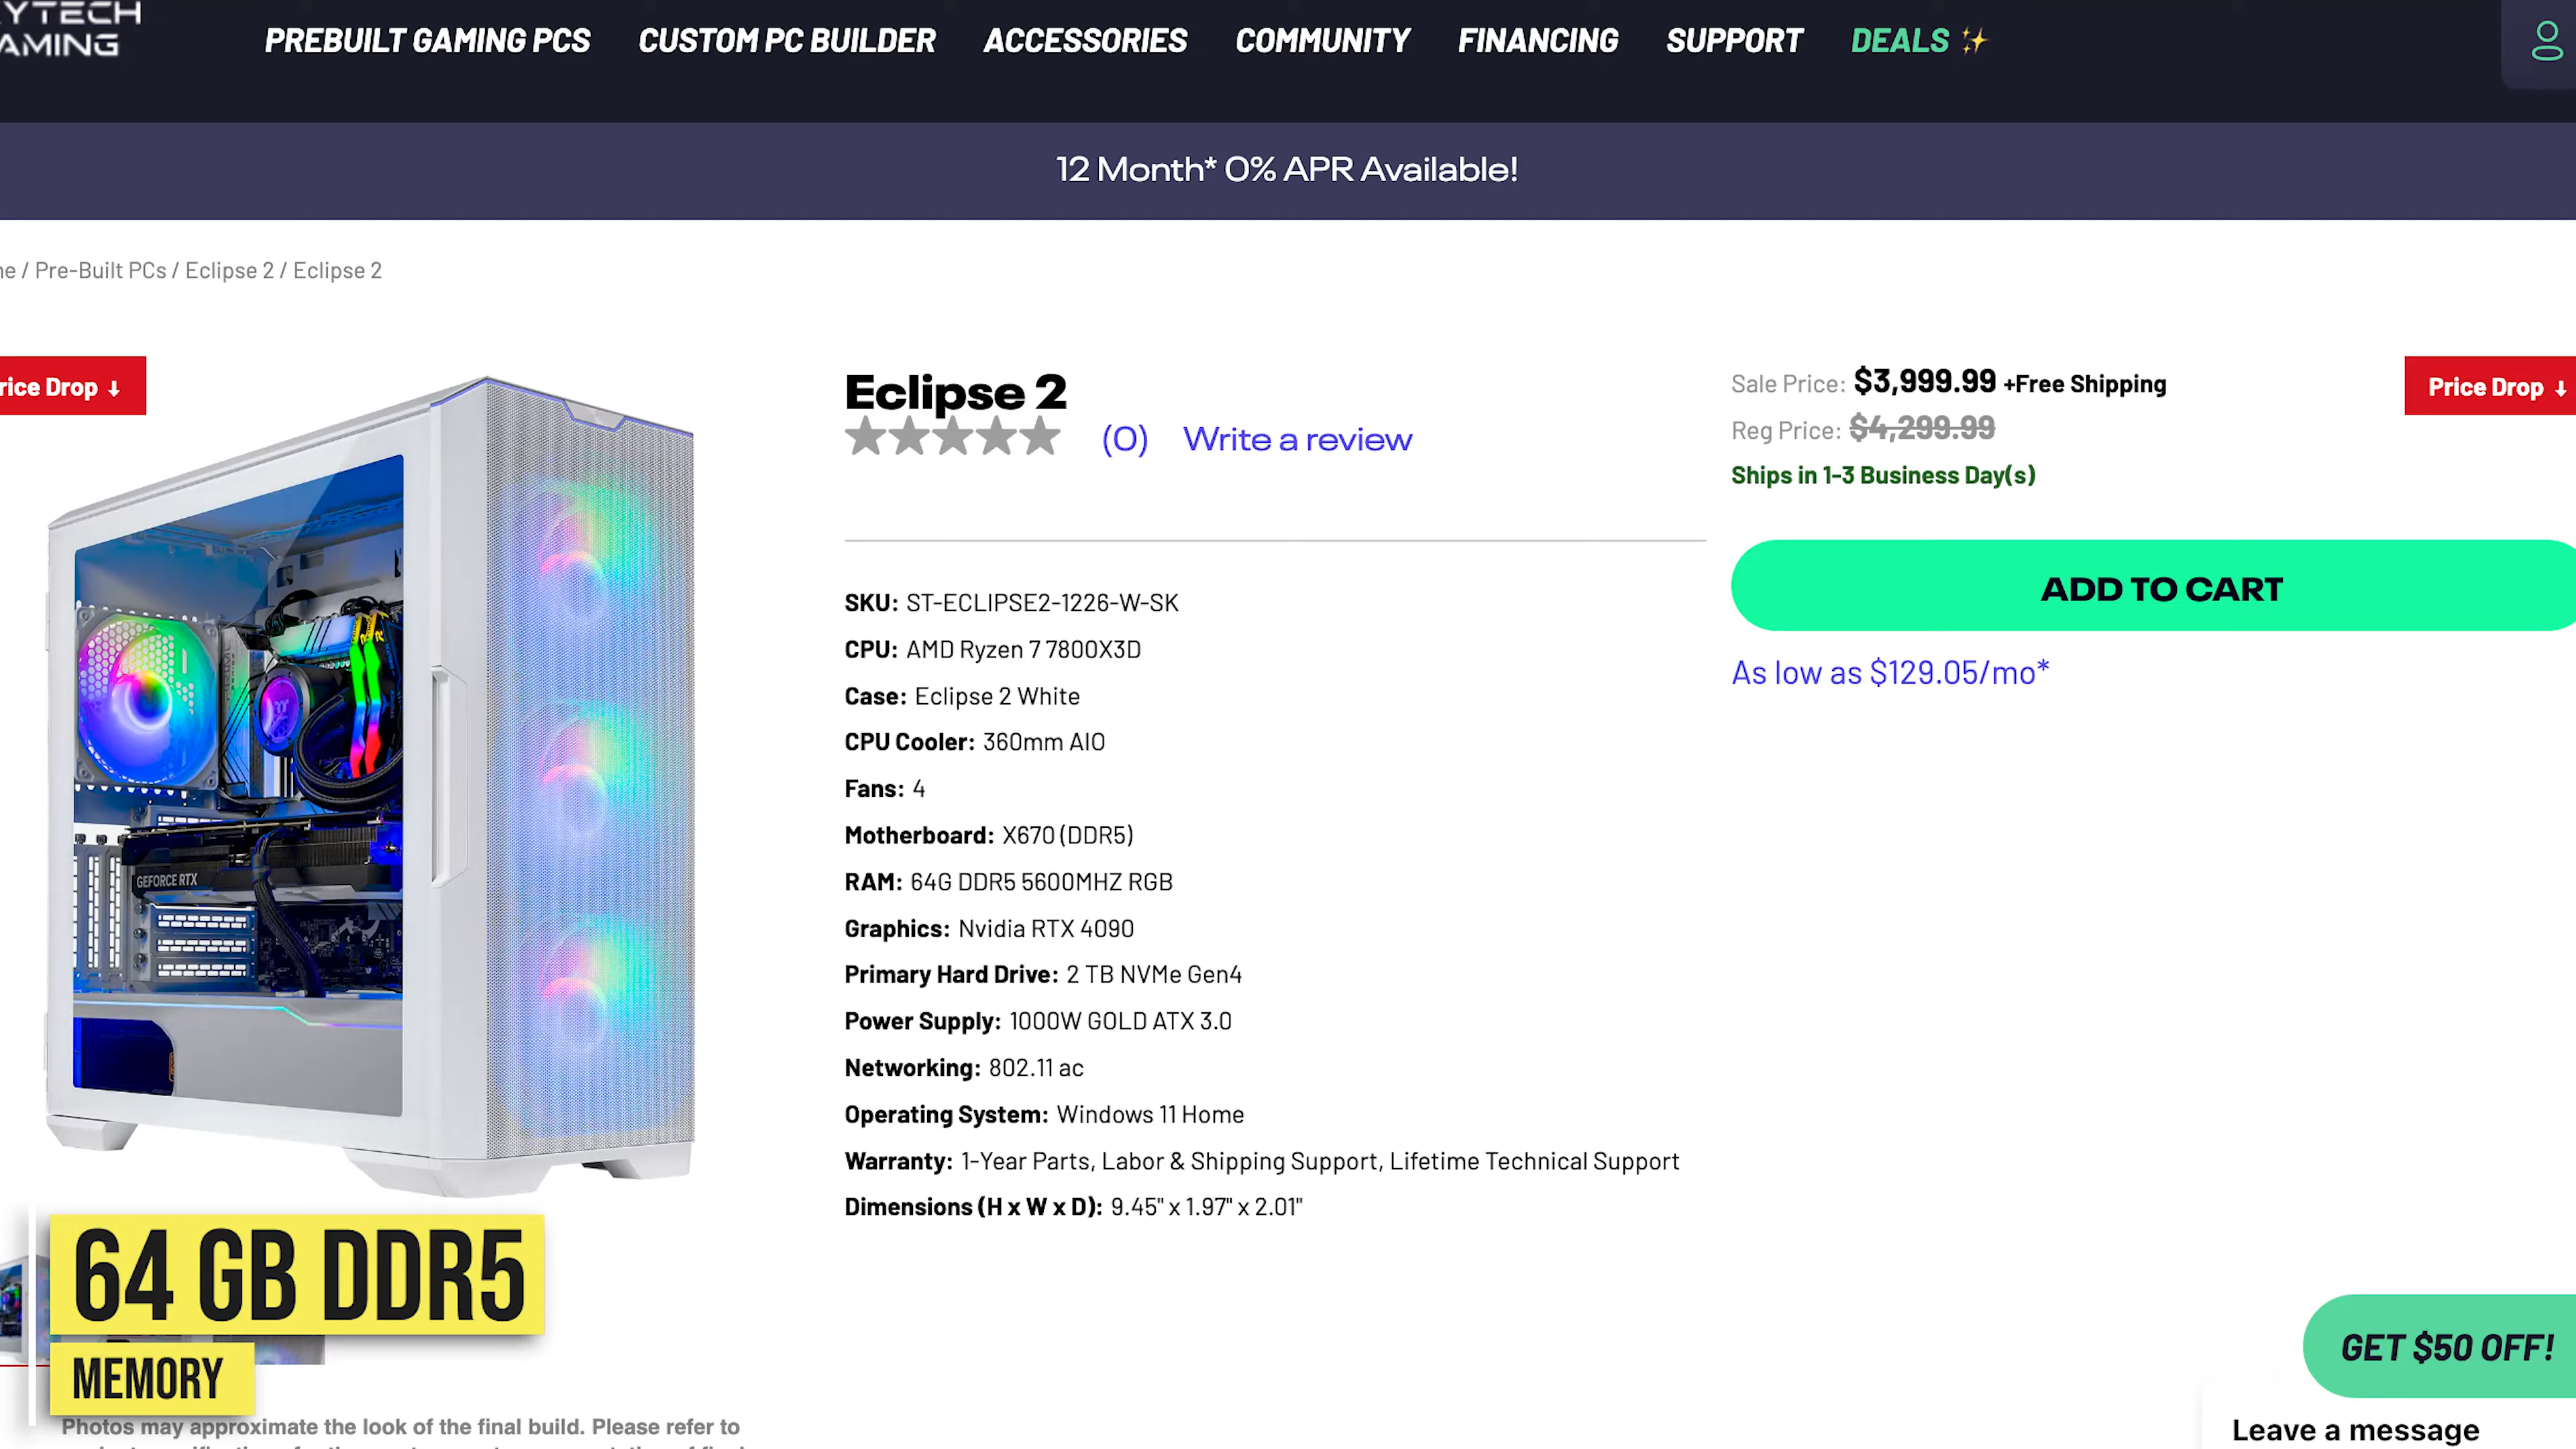 YTECH
AMING
PREBUILT GAMING PCS
CUSTOM PC BUILDER
ACCESSORIES
COMMUNITY
FINANCING
SUPPORT
DEALS
12 Month* 0% APR Available!
/ Pre-Built PCs / Eclipse 2 / Eclipse 2
rice Drop ↓
GEFORCE RTX
Eclipse 2
(0) Write a review
SKU: ST-ECLIPSE2-1226-W-SK
CPU: AMD Ryzen 7 7800X3D
Case: Eclipse 2 White
CPU Cooler: 360mm AIO
Fans: 4
Motherboard: X670 (DDR5)
RAM: 64G DDR5 5600MHZ RGB
Graphics: Nvidia RTX 4090
Primary Hard Drive: 2 TB NVMe Gen4
Power Supply: 1000W GOLD ATX 3.0
Networking: 802.11 ac
Operating System: Windows 11 Home
Warranty: 1-Year Parts, Labor & Shipping Support, Lifetime Technical Support
Dimensions (H x W x D): 9.45" x 1.97" x 2.01"
Sale Price: $3,999.99 +Free Shipping
Reg Price: $4,299.99
Ships in 1-3 Business Day(s)
Price Drop ↓
ADD TO CART
As low as $129.05/mo*
64 GB DDR5
MEMORY
Photos may approximate the look of the final build. Please refer to
GET $50 OFF!
Leave a message